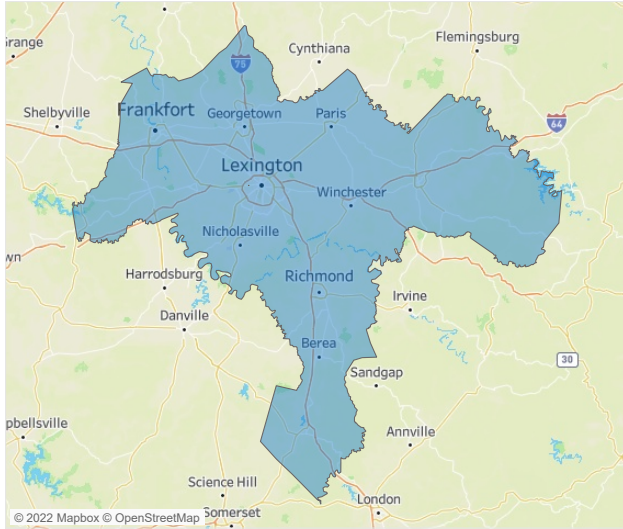 Grange
Cynthiana
Flemingsburg
75
Shelbyville
Frankfort
Georgetown
Paris
64
Lexington
Winchester
Nicholasville
wn
Harrodsburg
Richmond
Irvine
Danville
Berea
30
Sandgap
pbellsville
Annville
Science Hill
London
Somerset
© 2022 Mapbox © OpenStreetMap